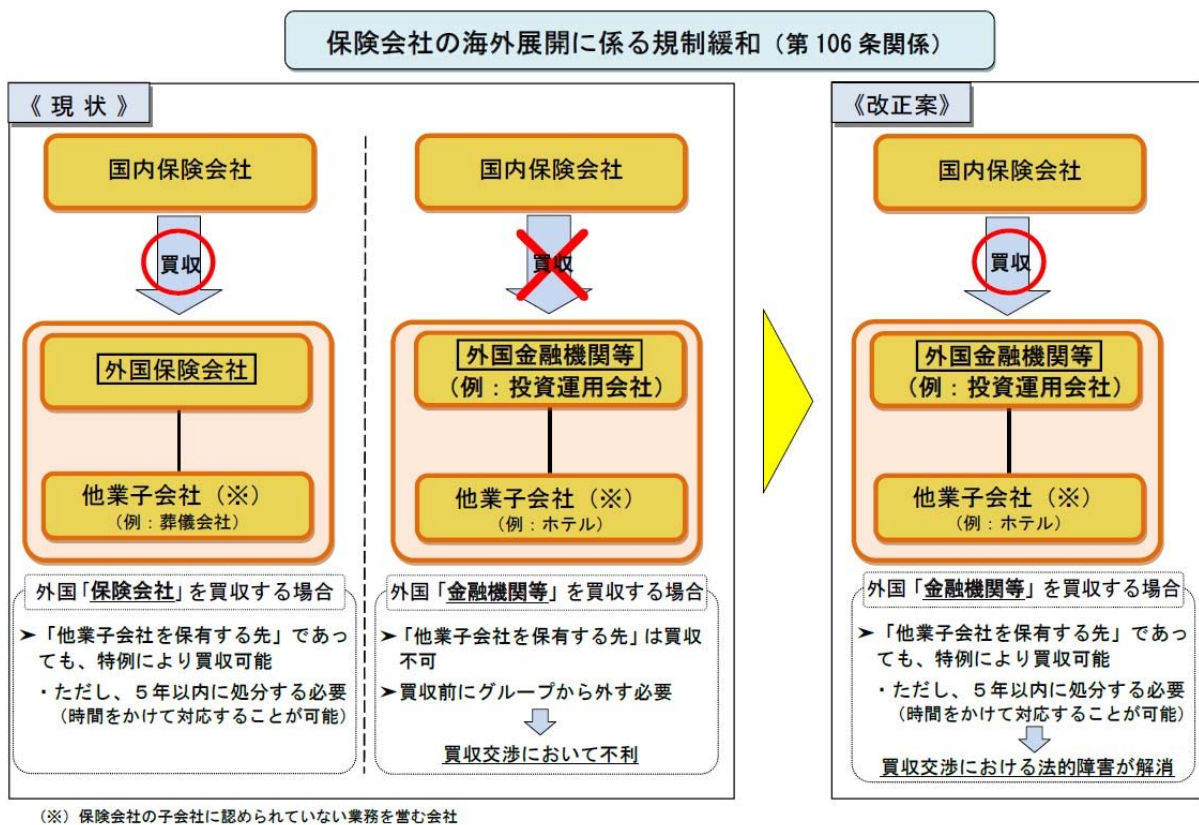 保険会社の海外展開に係る規制緩和（第 106 条関係）
《 現 状 》
国内保険会社
買収
外国保険会社
他業子会社（※）
（例：葬儀会社）
外国「保険会社」を買収する場合
➤ 「他業子会社を保有する先」であっ
ても、特例により買収可能
・ただし、５年以内に処分する必要
（時間をかけて対応することが可能）
国内保険会社
買収
外国金融機関等
（例：投資運用会社）
他業子会社（※）
（例：ホテル）
外国「金融機関等」を買収する場合
➤ 「他業子会社を保有する先」は買収
不可
➤ 買収前にグループから外す必要
買収交渉において不利
《改正案》
国内保険会社
買収
外国金融機関等
（例：投資運用会社）
他業子会社（※）
（例：ホテル）
外国「金融機関等」を買収する場合
➤ 「他業子会社を保有する先」であっ
ても、特例により買収可能
・ただし、５年以内に処分する必要
（時間をかけて対応することが可能）
買収交渉における法的障害が解消
（※）保険会社の子会社に認められていない業務を営む会社